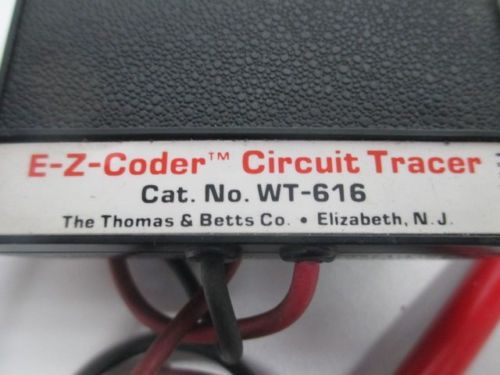 E-Z-Coder™ Circuit Tracer
Cat. No. WT-616
The Thomas & Betts Co. • Elizabeth, N.J.